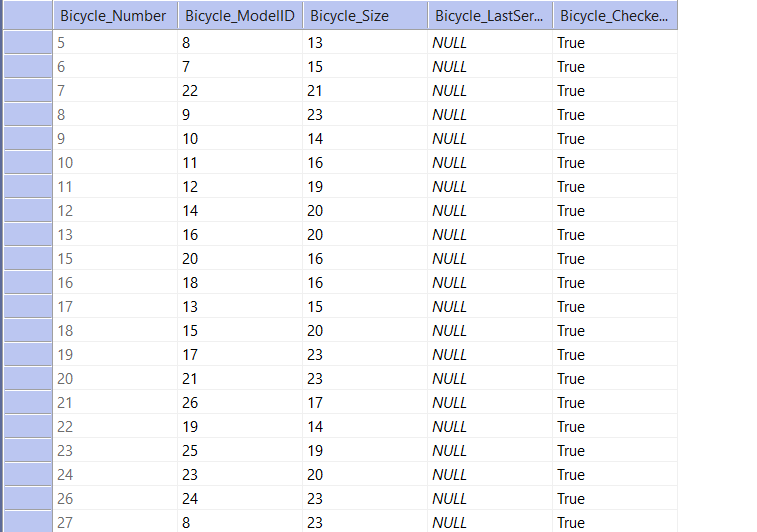 Bicycle_Number Bicycle_ModelID Bicycle_Size Bicycle_LastSer... Bicycle_Checke...
5 8 13 NULL True
6 7 15 NULL True
7 22 21 NULL True
8 9 23 NULL True
9 10 14 NULL True
10 11 16 NULL True
11 12 19 NULL True
12 14 20 NULL True
13 16 20 NULL True
15 20 16 NULL True
16 18 16 NULL True
17 13 15 NULL True
18 15 20 NULL True
19 17 23 NULL True
20 21 23 NULL True
21 26 17 NULL True
22 19 14 NULL True
23 25 19 NULL True
24 23 20 NULL True
26 24 23 NULL True
27 8 23 NULL True